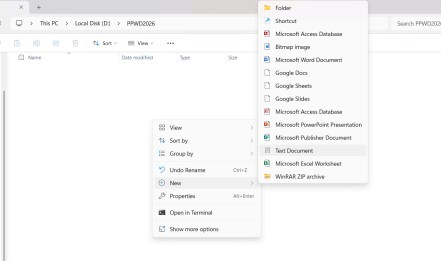 This PC > Local Disk (D:) > PPWD2026
Search PPWD202
Sort
View
Name
Date modified
Type
Size
View
Sort by
Group by
Undo Rename Ctrl+Z
New
Properties Alt+Enter
Open in Terminal
Show more options
Folder
Shortcut
Microsoft Access Database
Bitmap image
Microsoft Word Document
Google Docs
Google Sheets
Google Slides
Microsoft Access Database
Microsoft PowerPoint Presentation
Microsoft Publisher Document
Text Document
Microsoft Excel Worksheet
WinRAR ZIP archive